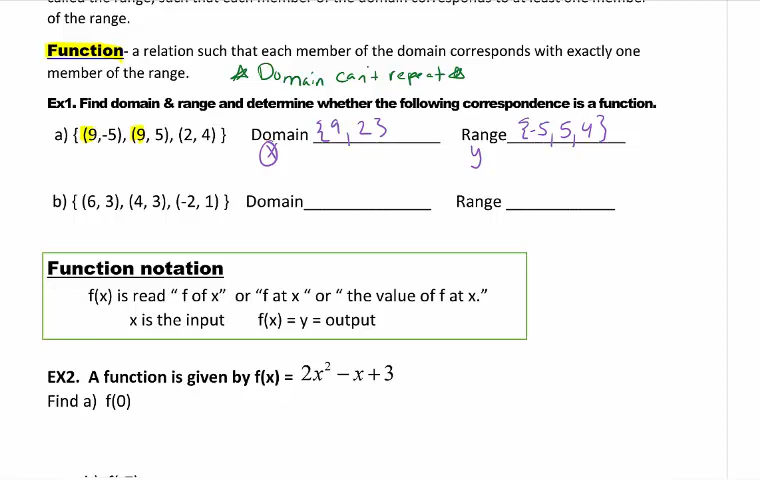 of the range.
Function- a relation such that each member of the domain corresponds with exactly one
member of the range. Domain can't repeat
Ex1. Find domain & range and determine whether the following correspondence is a function.
a) { (9,-5), (9, 5), (2, 4) } Domain {9, 2} Range {-5, 5, 4}
x y
b) { (6, 3), (4, 3), (-2, 1) } Domain____________ Range ____________
Function notation
f(x) is read “ f of x” or “f at x “ or “ the value of f at x.”
x is the input f(x) = y = output
EX2. A function is given by f(x) = 2x² – x + 3
Find a) f(0)